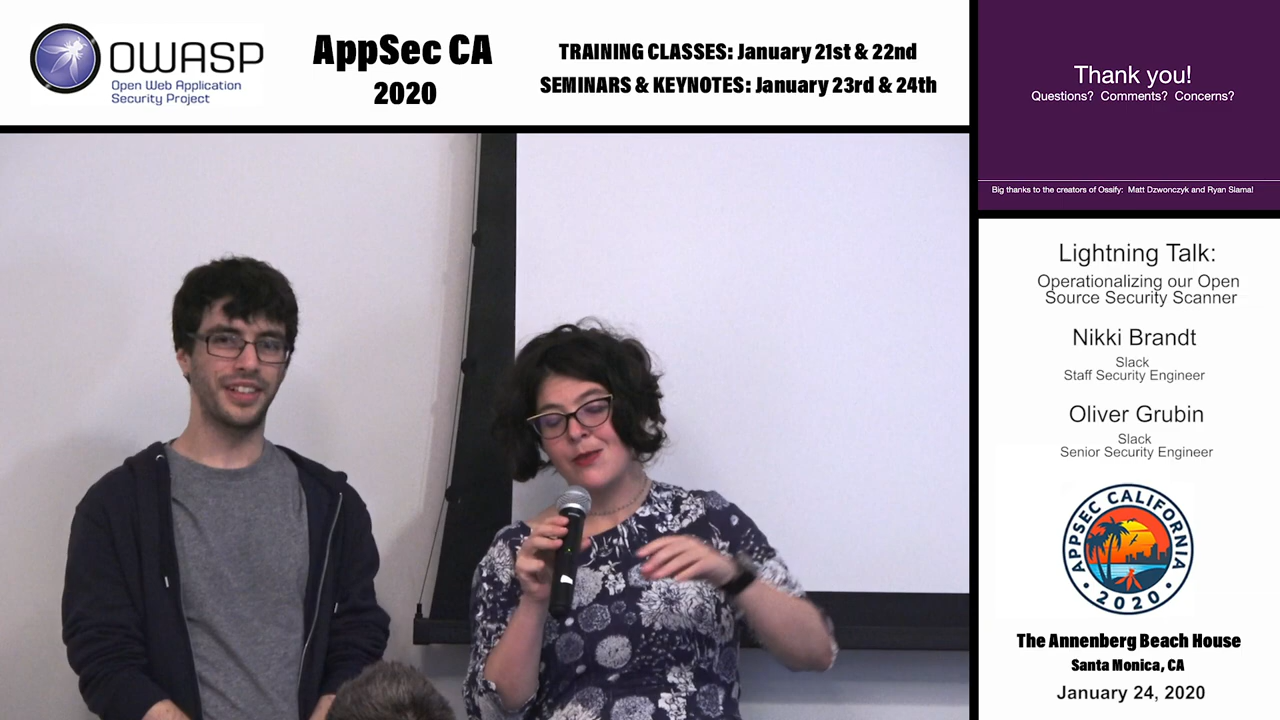 OWASP
Open Web Application
Security Project
AppSec CA
2020
TRAINING CLASSES: January 21st & 22nd
SEMINARS & KEYNOTES: January 23rd & 24th
Thank you!
Questions? Comments? Concerns?
Big thanks to the creators of Ossify: Matt Dzwonczyk and Ryan Slama!
Lightning Talk:
Operationalizing our Open
Source Security Scanner
Nikki Brandt
Slack
Staff Security Engineer
Oliver Grubin
Slack
Senior Security Engineer
APPSEC CALIFORNIA
• 2020 •
The Annenberg Beach House
Santa Monica, CA
January 24, 2020